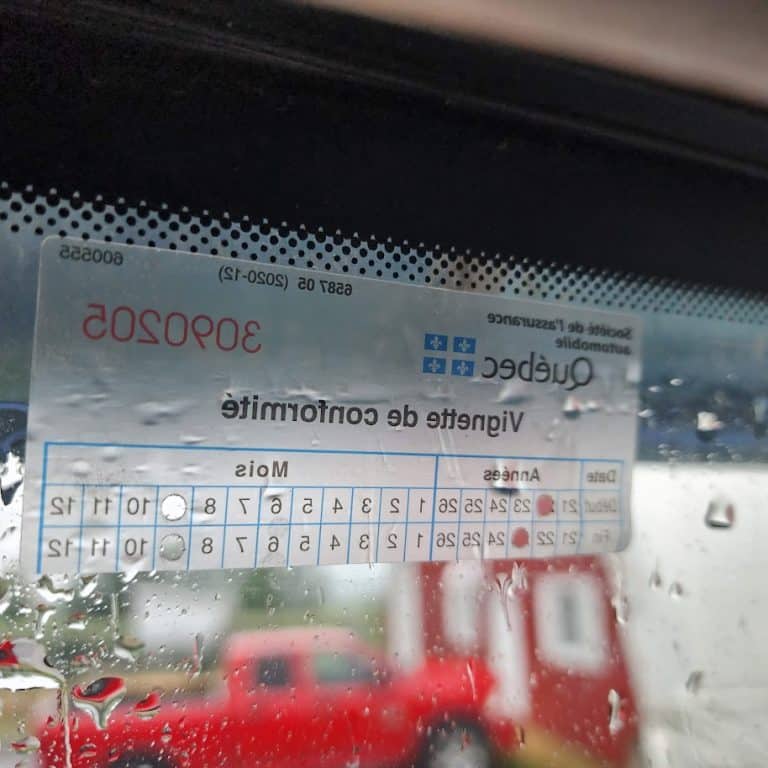 Société de l'assurance
automobile
Québec
6587 05 (2020-12)
600555
3090205
Vignette de conformité
Date Années Mois
Début 21 23 24 25 26 1 2 3 4 5 6 7 8 10 11 12
Fin 21 22 24 25 26 1 2 3 4 5 6 7 8 10 11 12